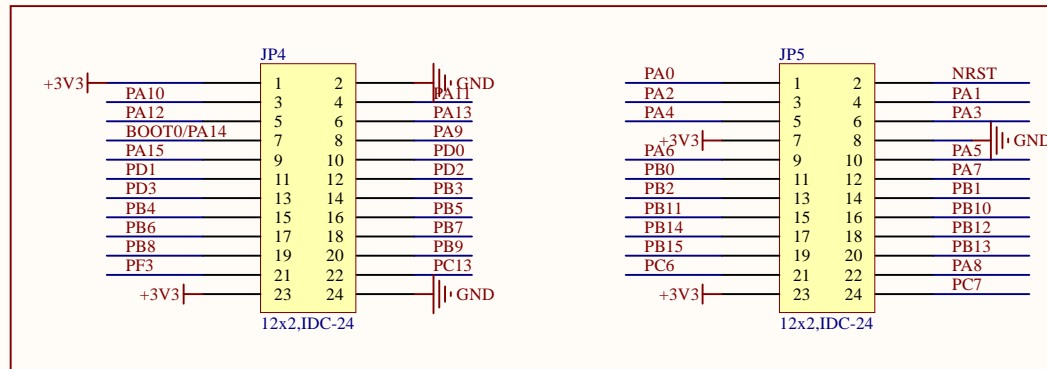 JP4 JP5
+3V3 1 2 GND PA0 1 2 NRST
PA10 3 4 PA11 PA2 3 4 PA1
PA12 5 6 PA13 PA4 5 6 PA3
BOOT0/PA14 7 8 PA9 +3V3 7 8 GND
PA15 9 10 PD0 PA6 9 10 PA5
PD1 11 12 PD2 PB0 11 12 PA7
PD3 13 14 PB3 PB2 13 14 PB1
PB4 15 16 PB5 PB11 15 16 PB10
PB6 17 18 PB7 PB14 17 18 PB12
PB8 19 20 PB9 PB15 19 20 PB13
PF3 21 22 PC13 PC6 21 22 PA8
+3V3 23 24 GND +3V3 23 24 PC7
12x2,IDC-24 12x2,IDC-24